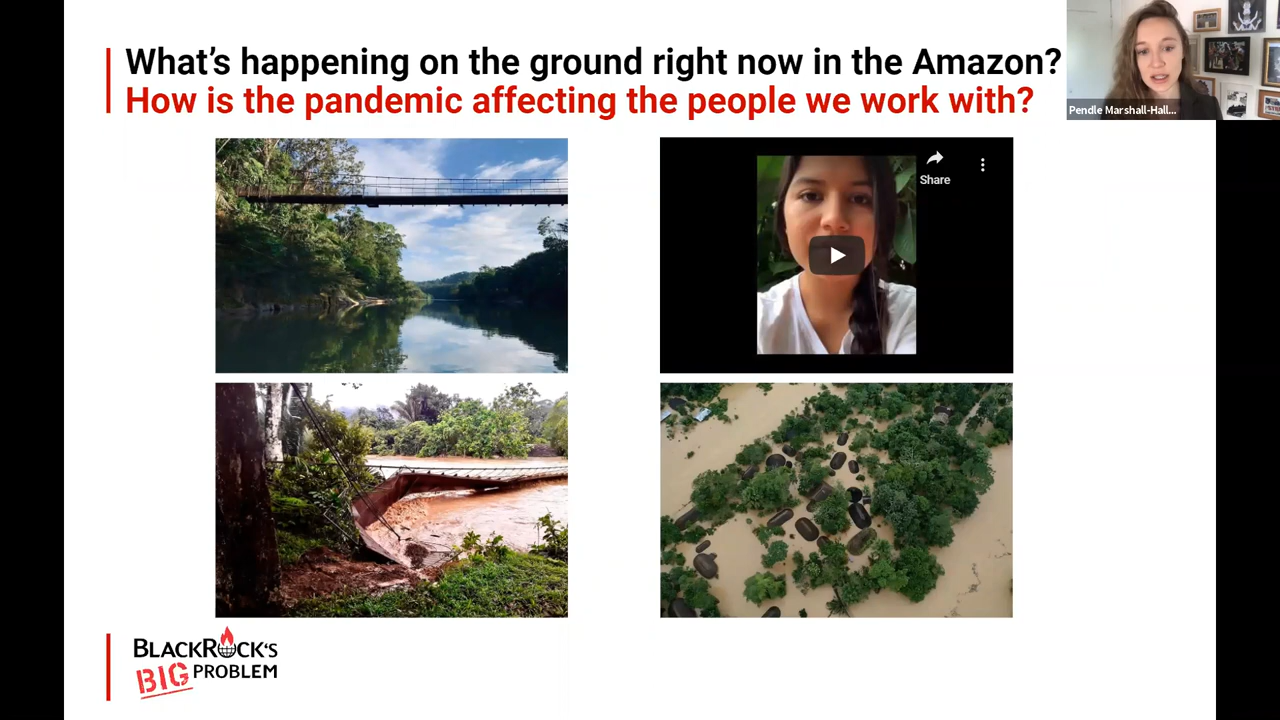 What's happening on the ground right now in the Amazon?
How is the pandemic affecting the people we work with?
Pendle Marshall-Hall...
Share
BLACKROCK'S
BIG PROBLEM